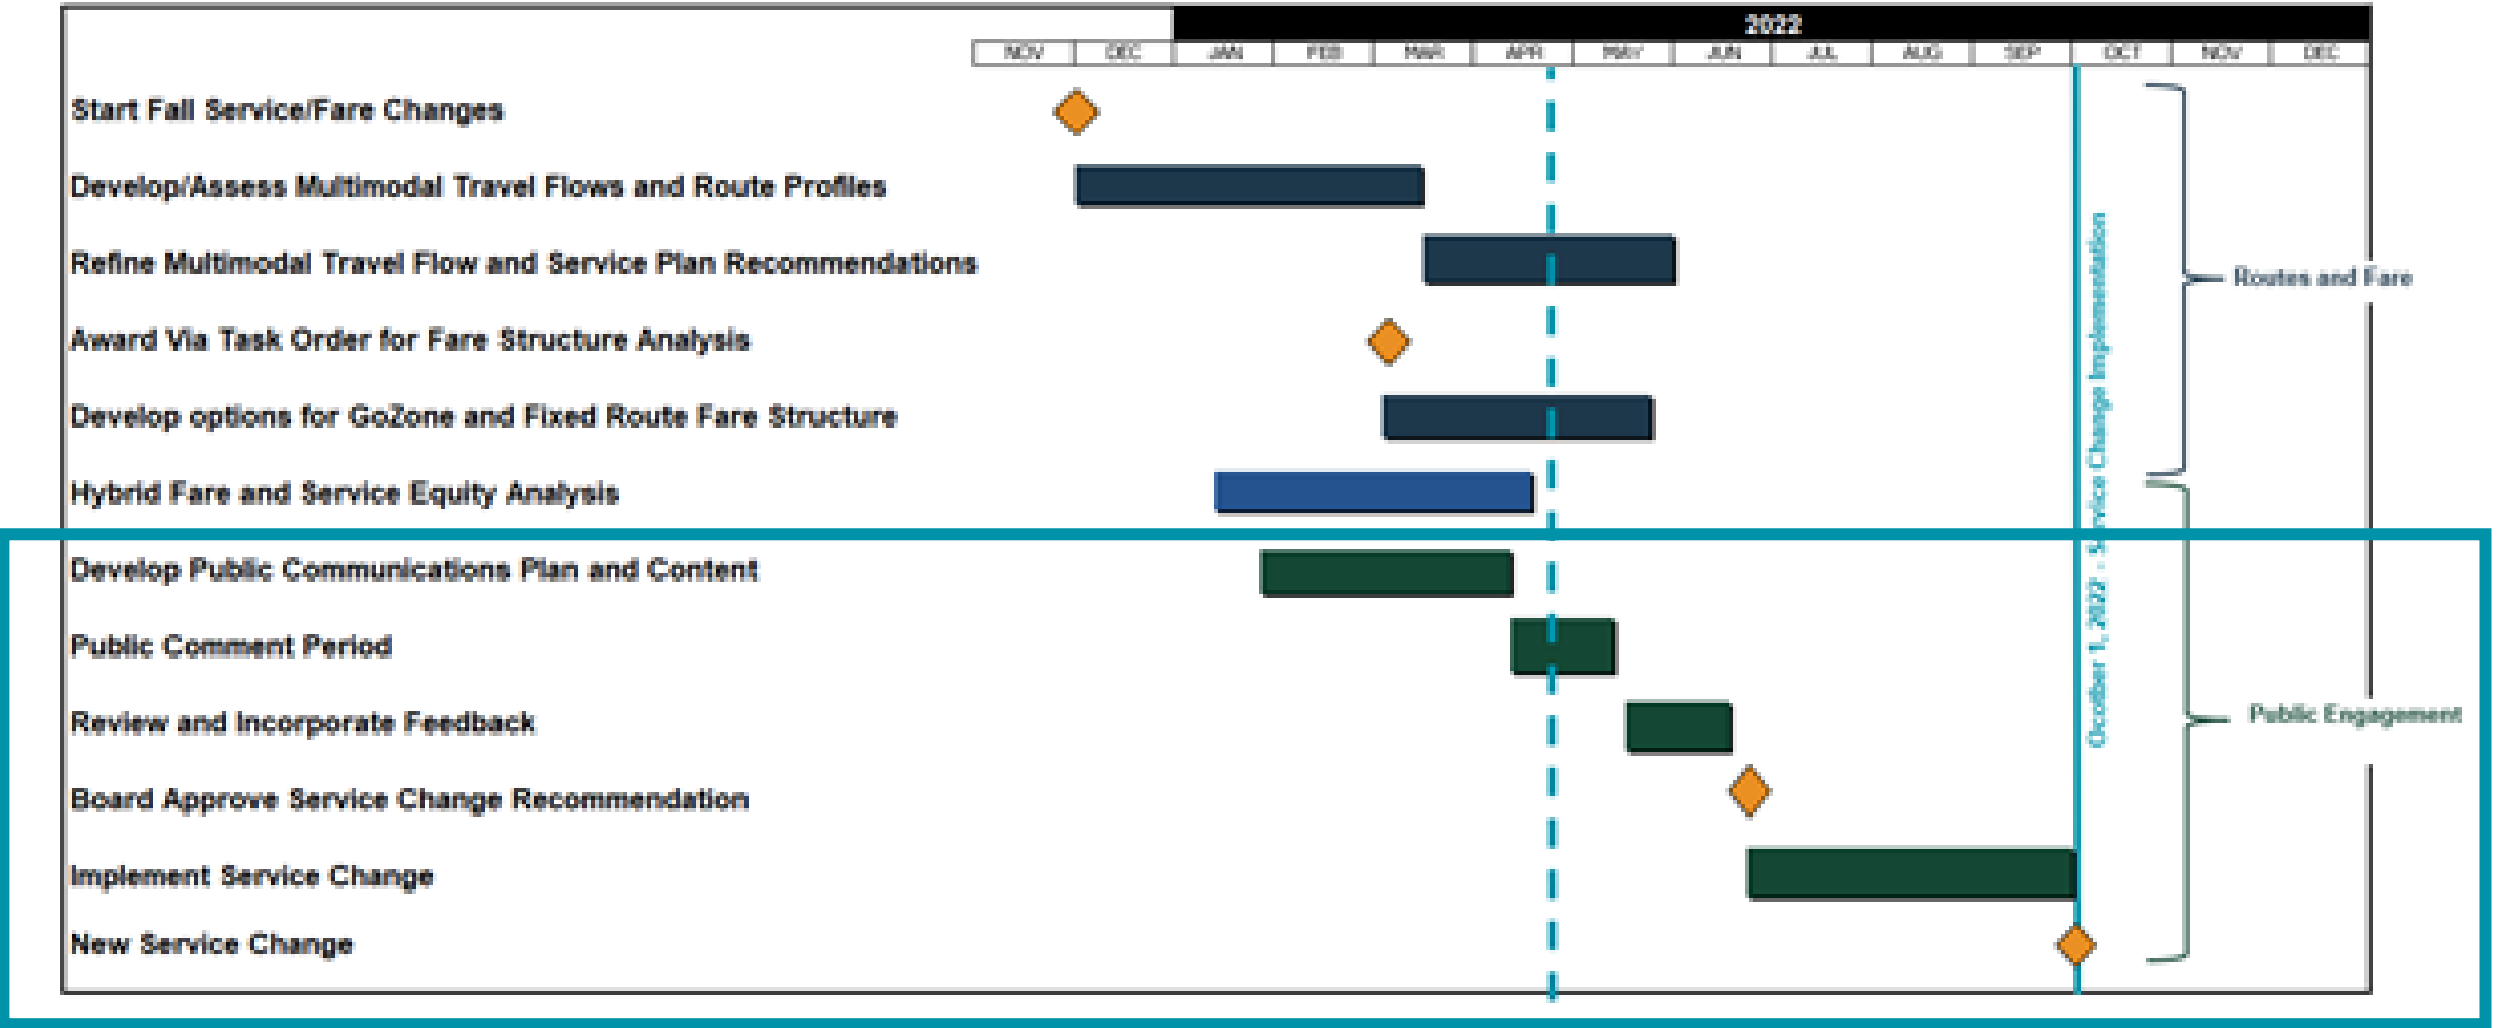 2022
NOV DEC JAN FEB MAR APR MAY JUN JUL AUG SEP OCT NOV DEC
Start Fall Service/Fare Changes
Develop/Assess Multimodal Travel Flows and Route Profiles
Refine Multimodal Travel Flow and Service Plan Recommendations
Award Via Task Order for Fare Structure Analysis
Develop options for GoZone and Fixed Route Fare Structure
Hybrid Fare and Service Equity Analysis
Develop Public Communications Plan and Content
Public Comment Period
Review and Incorporate Feedback
Board Approve Service Change Recommendation
Implement Service Change
New Service Change
Ocotber 1, 2022 - Service Change Implementation
Routes and Fare
Public Engagement